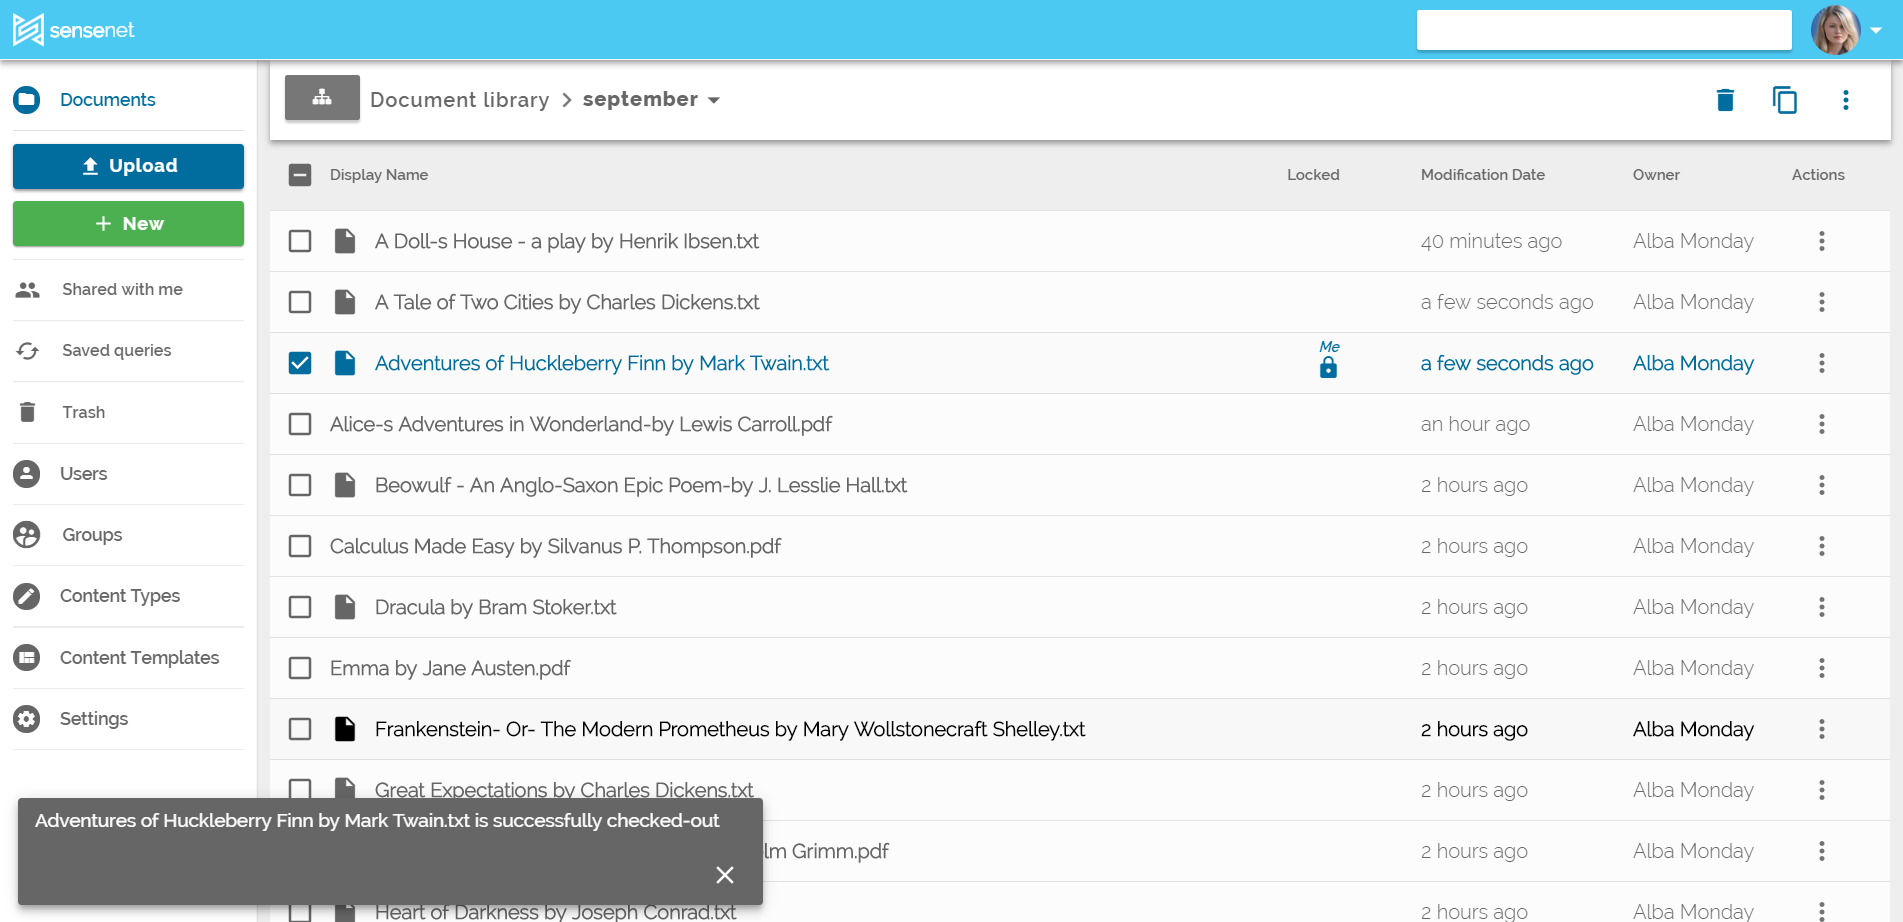 sensenet
Documents
Upload
New
Shared with me
Saved queries
Trash
Users
Groups
Content Types
Content Templates
Settings
Document library > september
Display Name Locked Modification Date Owner Actions
A Doll-s House - a play by Henrik Ibsen.txt 40 minutes ago Alba Monday
A Tale of Two Cities by Charles Dickens.txt a few seconds ago Alba Monday
Adventures of Huckleberry Finn by Mark Twain.txt Me a few seconds ago Alba Monday
Alice-s Adventures in Wonderland-by Lewis Carroll.pdf an hour ago Alba Monday
Beowulf - An Anglo-Saxon Epic Poem-by J. Lesslie Hall.txt 2 hours ago Alba Monday
Calculus Made Easy by Silvanus P. Thompson.pdf 2 hours ago Alba Monday
Dracula by Bram Stoker.txt 2 hours ago Alba Monday
Emma by Jane Austen.pdf 2 hours ago Alba Monday
Frankenstein- Or- The Modern Prometheus by Mary Wollstonecraft Shelley.txt 2 hours ago Alba Monday
Great Expectations by Charles Dickens.txt 2 hours ago Alba Monday
Grimm.pdf 2 hours ago Alba Monday
Heart of Darkness by Joseph Conrad.txt 2 hours ago Alba Monday
Adventures of Huckleberry Finn by Mark Twain.txt is successfully checked-out